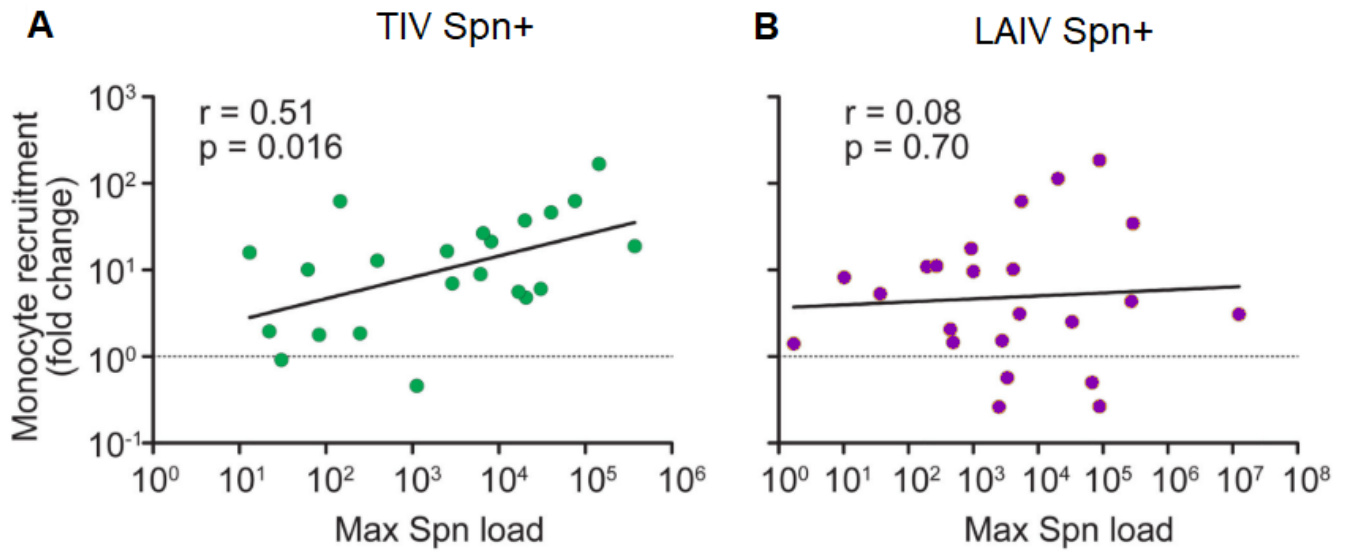 A TIV Spn+
B LAIV Spn+
r = 0.51
p = 0.016
r = 0.08
p = 0.70
Monocyte recruitment
(fold change)
10³
10²
10¹
10⁰
10⁻¹
10⁰ 10¹ 10² 10³ 10⁴ 10⁵ 10⁶
10⁰ 10¹ 10² 10³ 10⁴ 10⁵ 10⁶ 10⁷ 10⁸
Max Spn load
Max Spn load